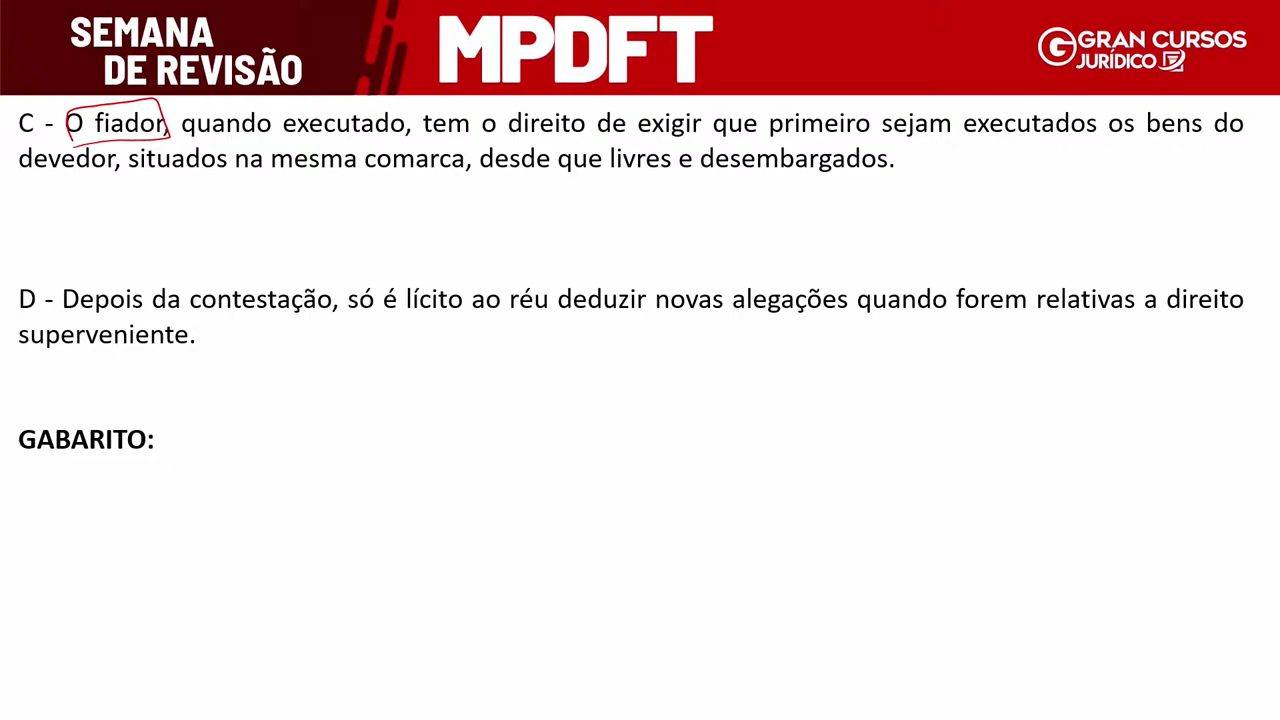 SEMANA
DE REVISÃO
MPDFT
GRAN CURSOS
JURÍDICO
C - O fiador, quando executado, tem o direito de exigir que primeiro sejam executados os bens do
devedor, situados na mesma comarca, desde que livres e desembargados.
D - Depois da contestação, só é lícito ao réu deduzir novas alegações quando forem relativas a direito
superveniente.
GABARITO: